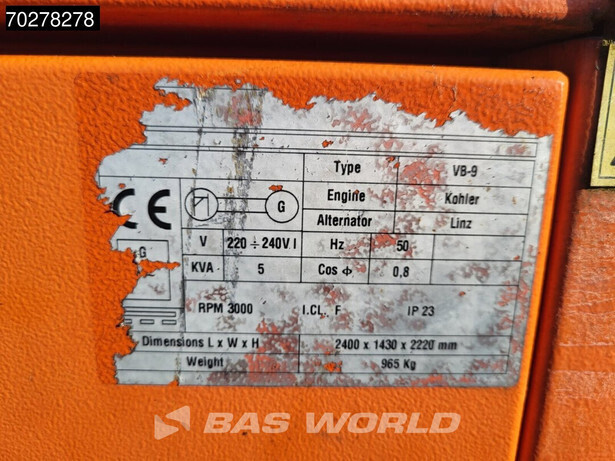 70278278
Type VB-9
CE Engine Kohler
G Alternator Linz
V 220 ÷ 240V Hz 50
G
KVA 5 Cos Φ 0,8
RPM 3000 I.CL. F IP 23
Dimensions L x W x H 2400 x 1430 x 2220 mm
Weight 965 Kg
BAS WORLD